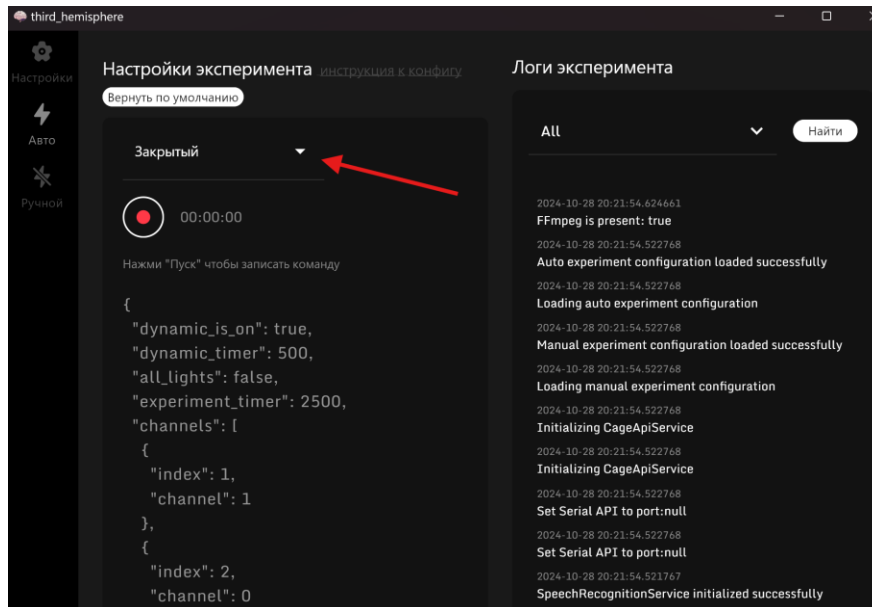 third_hemisphere
Настройки
Авто
Ручной
Настройки эксперимента инструкция к конфигу
Вернуть по умолчанию
Закрытый
00:00:00
Нажми "Пуск" чтобы записать команду
{
"dynamic_is_on": true,
"dynamic_timer": 500,
"all_lights": false,
"experiment_timer": 2500,
"channels": [
{
"index": 1,
"channel": 1
},
{
"index": 2,
"channel": 0
Логи эксперимента
All
Найти
2024-10-28 20:21:54.624661
FFmpeg is present: true
2024-10-28 20:21:54.522768
Auto experiment configuration loaded successfully
2024-10-28 20:21:54.522768
Loading auto experiment configuration
2024-10-28 20:21:54.522768
Manual experiment configuration loaded successfully
2024-10-28 20:21:54.522768
Loading manual experiment configuration
2024-10-28 20:21:54.522768
Initializing CageApiService
2024-10-28 20:21:54.522768
Initializing CageApiService
2024-10-28 20:21:54.522768
Set Serial API to port:null
2024-10-28 20:21:54.522768
Set Serial API to port:null
2024-10-28 20:21:54.521767
SpeechRecognitionService initialized successfully